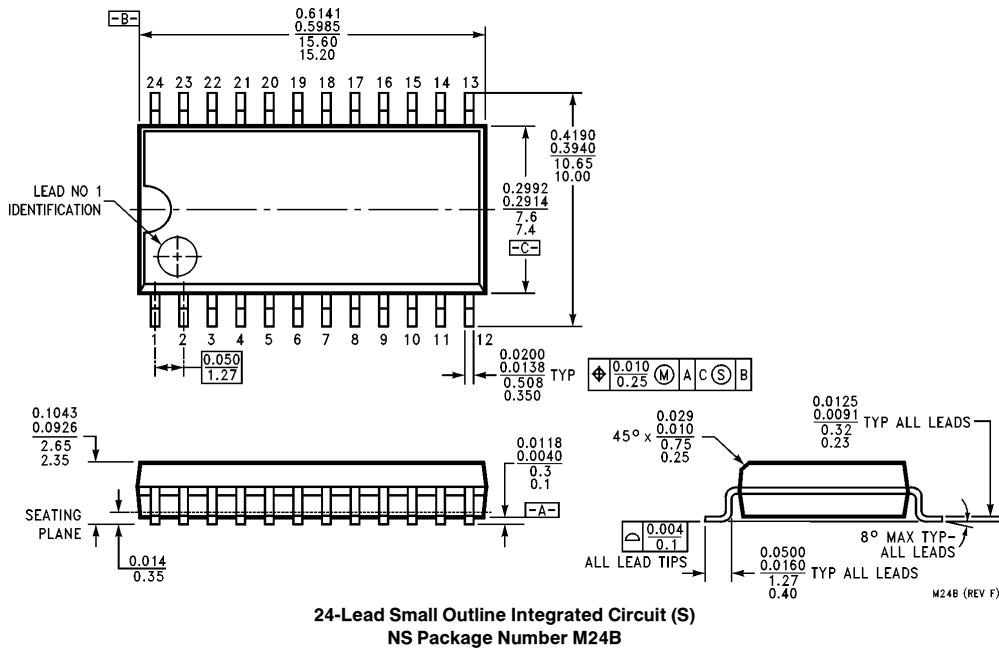 -B-
0.6141
0.5985
15.60
15.20
24 23 22 21 20 19 18 17 16 15 14 13
0.4190
0.3940
10.65
10.00
LEAD NO 1
IDENTIFICATION
0.2992
0.2914
7.6
7.4
-C-
1 2 3 4 5 6 7 8 9 10 11 12
0.050
1.27
0.0200
0.0138
0.508
0.350
TYP
0.010
0.25
M A C S B
0.1043
0.0926
2.65
2.35
0.0118
0.0040
0.3
0.1
-A-
SEATING
PLANE
0.014
0.35
45° x
0.029
0.010
0.75
0.25
0.0125
0.0091
0.32
0.23
TYP ALL LEADS
0.004
0.1
ALL LEAD TIPS
8° MAX TYP-
ALL LEADS
0.0500
0.0160
1.27
0.40
TYP ALL LEADS
M24B (REV F)
24-Lead Small Outline Integrated Circuit (S)
NS Package Number M24B